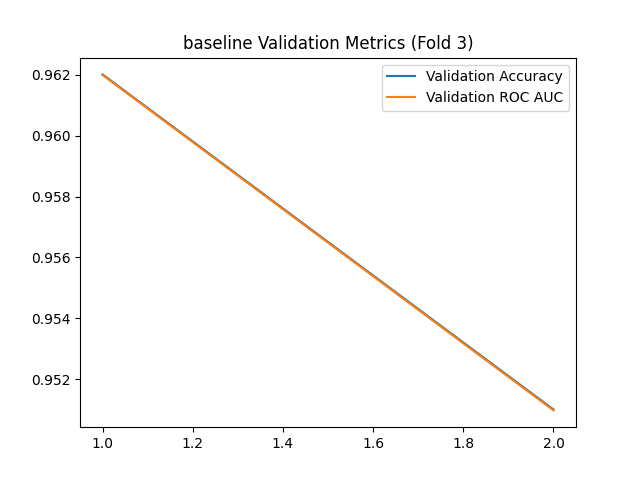 baseline Validation Metrics (Fold 3)
Validation Accuracy
Validation ROC AUC
0.962
0.960
0.958
0.956
0.954
0.952
1.0 1.2 1.4 1.6 1.8 2.0